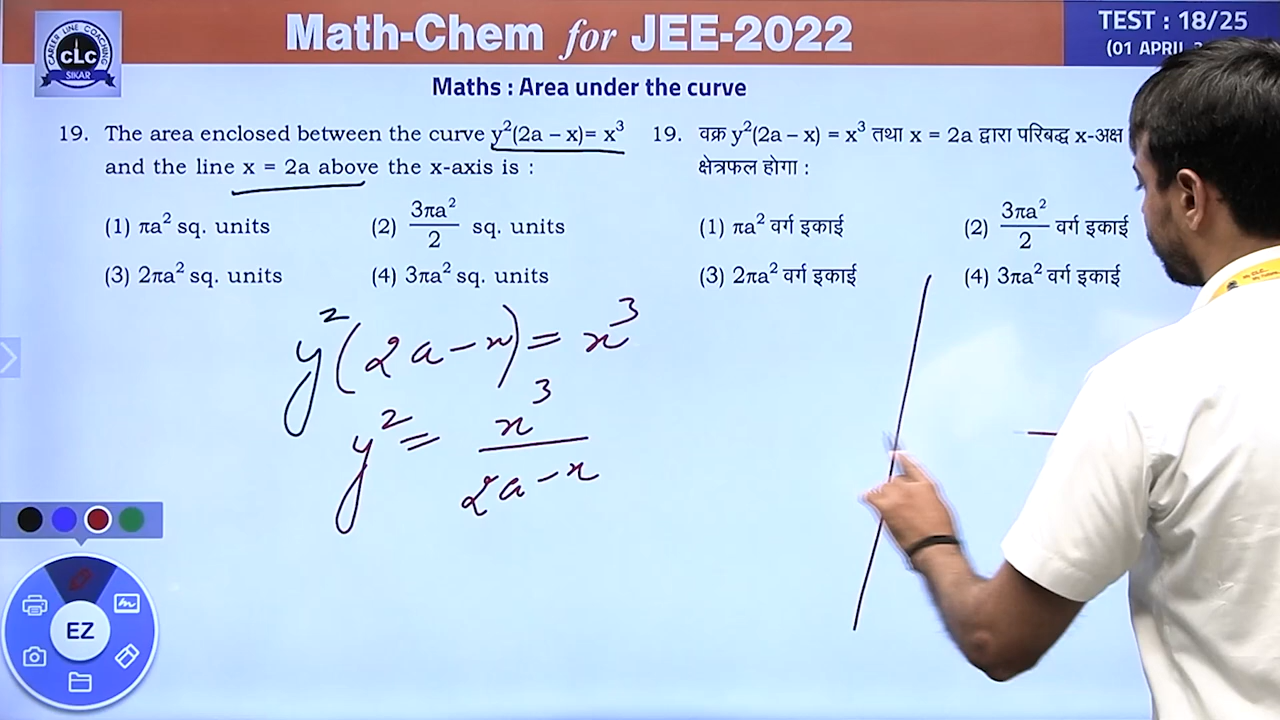 CAREER LINE COACHING
CLC
SIKAR
Math-Chem for JEE-2022
TEST : 18/25
(01 APRIL
Maths : Area under the curve
19. The area enclosed between the curve y²(2a – x)= x³
and the line x = 2a above the x-axis is :
(1) πa² sq. units (2) 3πa²/2 sq. units
(3) 2πa² sq. units (4) 3πa² sq. units
19. वक्र y²(2a – x) = x³ तथा x = 2a द्वारा परिबद्ध x-अक्ष
क्षेत्रफल होगा :
(1) πa² वर्ग इकाई (2) 3πa²/2 वर्ग इकाई
(3) 2πa² वर्ग इकाई (4) 3πa² वर्ग इकाई
y²(2a-x)=x³
y² = x³/2a-x
EZ